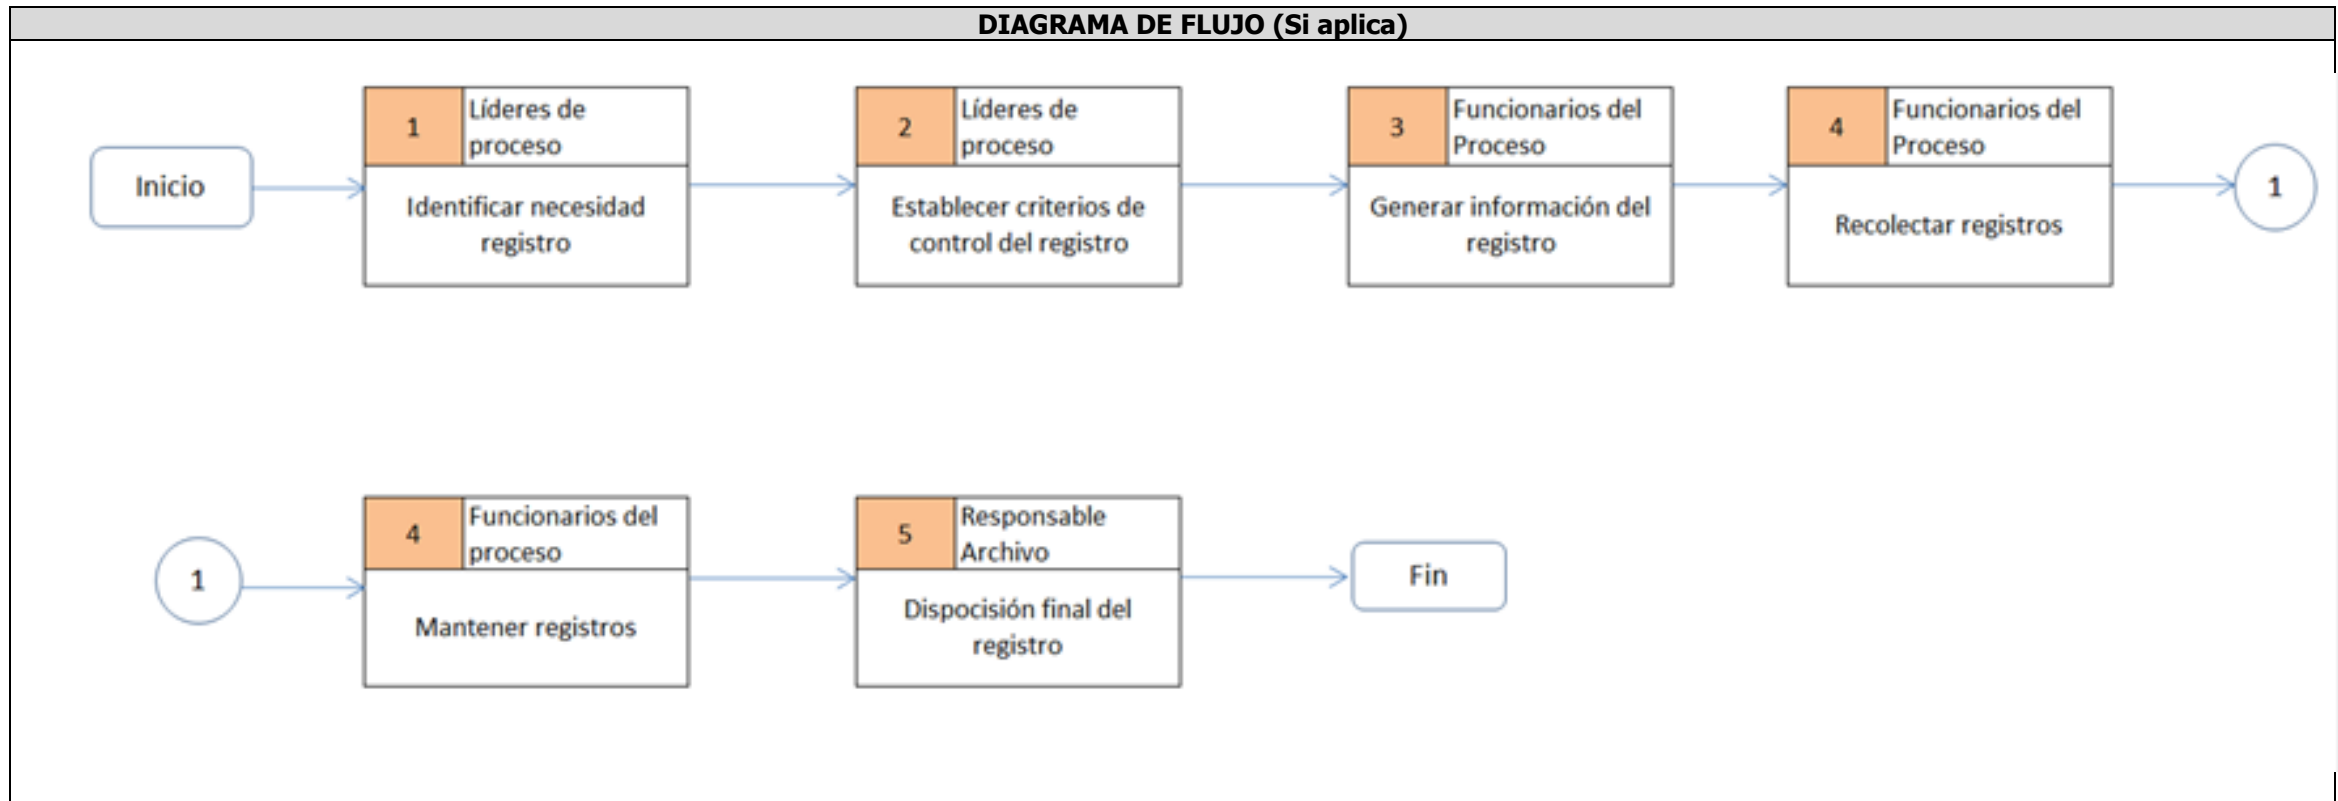 DIAGRAMA DE FLUJO (Si aplica)
Inicio
1
Líderes de
proceso
Identificar necesidad
registro
2
Líderes de
proceso
Establecer criterios de
control del registro
3
Funcionarios del
Proceso
Generar información del
registro
4
Funcionarios del
Proceso
Recolectar registros
1
1
4
Funcionarios del
proceso
Mantener registros
5
Responsable
Archivo
Dispocisión final del
registro
Fin